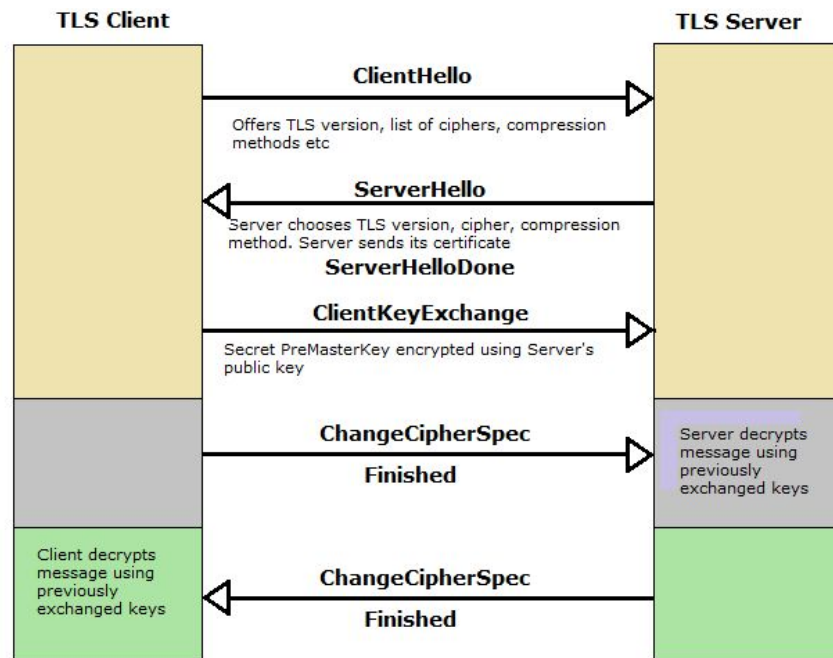 TLS Client
TLS Server
ClientHello
Offers TLS version, list of ciphers, compression
methods etc
ServerHello
Server chooses TLS version, cipher, compression
method. Server sends its certificate
ServerHelloDone
ClientKeyExchange
Secret PreMasterKey encrypted using Server's
public key
ChangeCipherSpec
Finished
Server decrypts
message using
previously
exchanged keys
Client decrypts
message using
previously
exchanged keys
ChangeCipherSpec
Finished